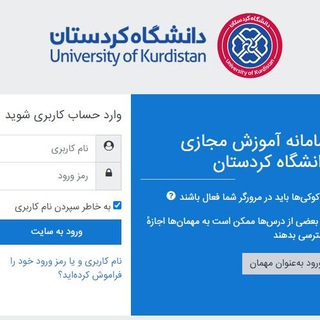 دانشگاه کردستان
University of Kurdistan
دانشگاه کردستان
University of Kurdistan
وارد حساب کاربری شوید
نام کاربری
رمز ورود
به خاطر سپردن نام کاربری
ورود به سایت
نام کاربری و یا رمز ورود خود را
فراموش کرده‌اید؟
آموزش مجازی
کردستان
کوکی‌ها باید در مرورگر شما فعال باشند
بعضی از درس‌ها ممکن است به مهمان‌ها اجازهٔ
بدهند
به‌عنوان مهمان